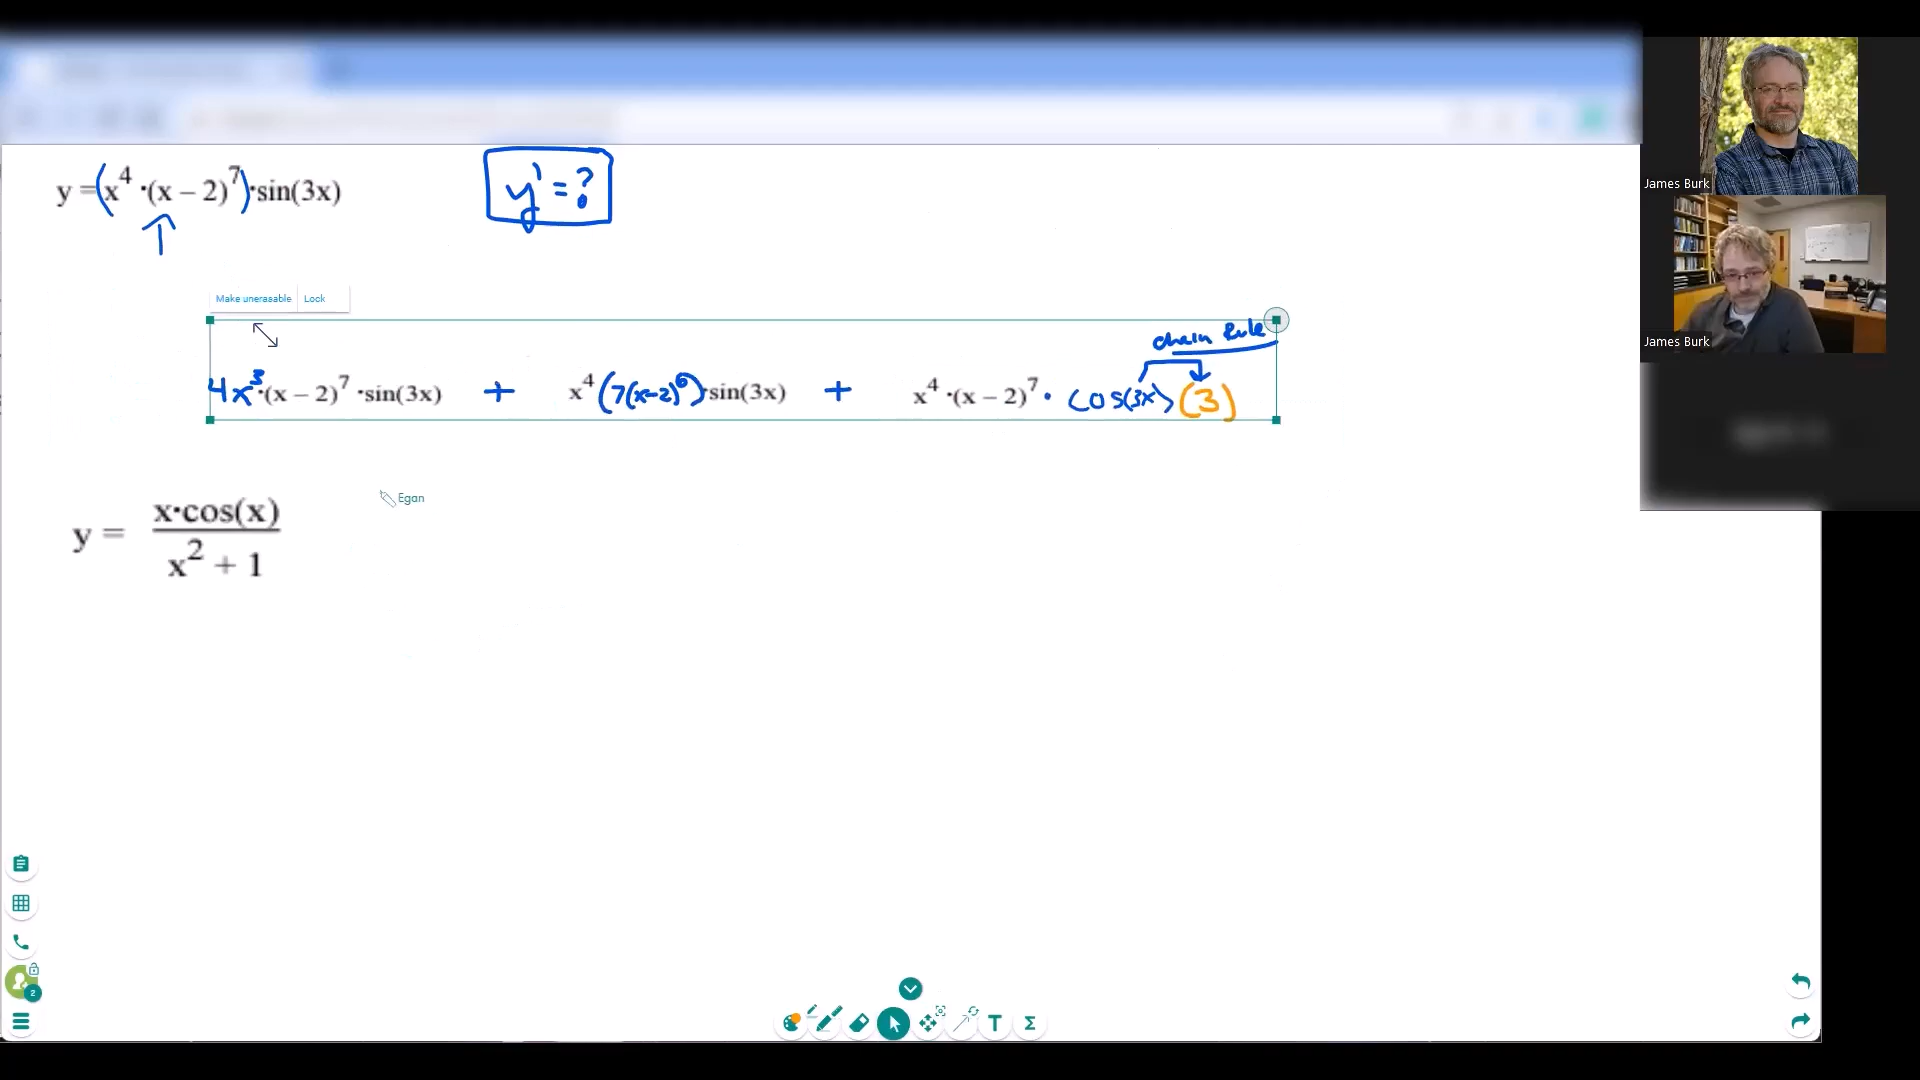 y = (x⁴ ·(x – 2)⁷)·sin(3x)
y' = ?
James Burk
James Burk
Make unerasable Lock
chain Rule
4x³·(x – 2)⁷ ·sin(3x) + x⁴ (7(x-2)⁶)·sin(3x) + x⁴ ·(x – 2)⁷ · cos(3x) (3)
Egan
x·cos(x)
y =
x² + 1
2
T Σ